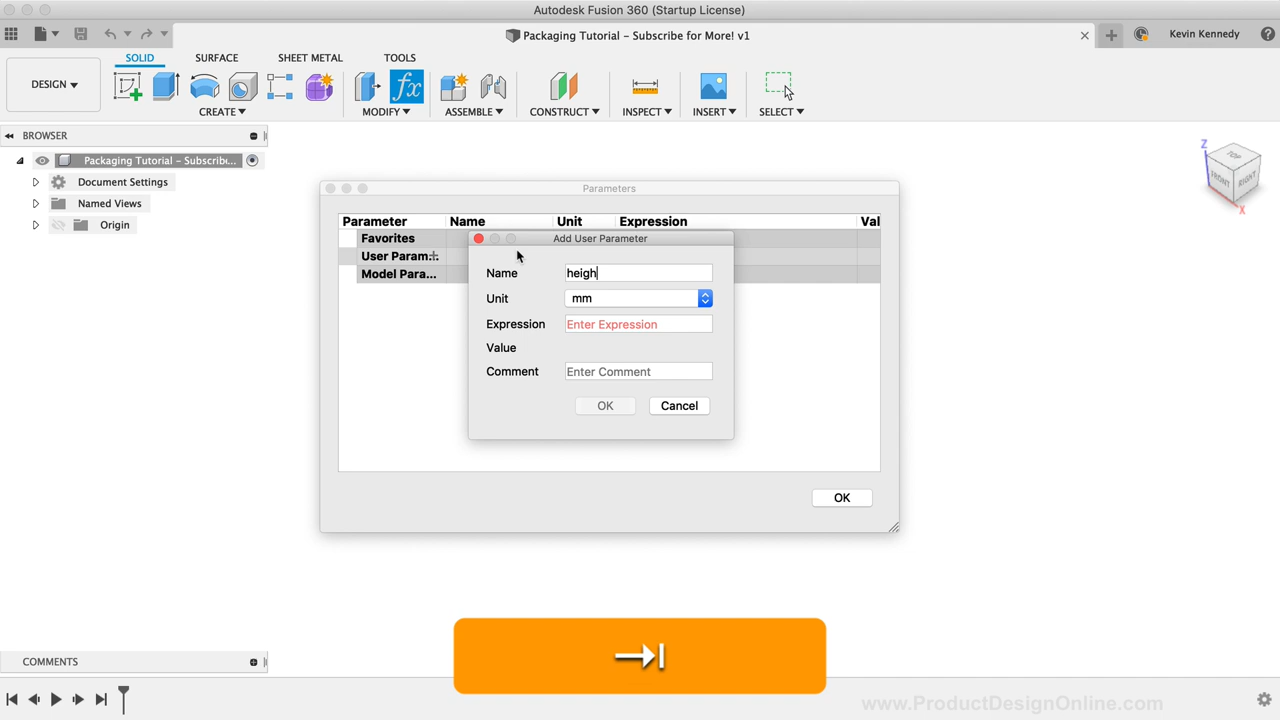 Autodesk Fusion 360 (Startup License)
Packaging Tutorial – Subscribe for More! v1
Kevin Kennedy
SOLID SURFACE SHEET METAL TOOLS
DESIGN
CREATE MODIFY ASSEMBLE CONSTRUCT INSPECT INSERT SELECT
BROWSER
Packaging Tutorial – Subscrib...
Document Settings
Named Views
Origin
Z
TOP
FRONT RIGHT
X
Parameters
Parameter Name Unit Expression Val
Favorites
User Param...
Model Para...
Add User Parameter
Name heigh
Unit mm
Expression Enter Expression
Value
Comment Enter Comment
OK Cancel
OK
COMMENTS
www.ProductDesignOnline.com